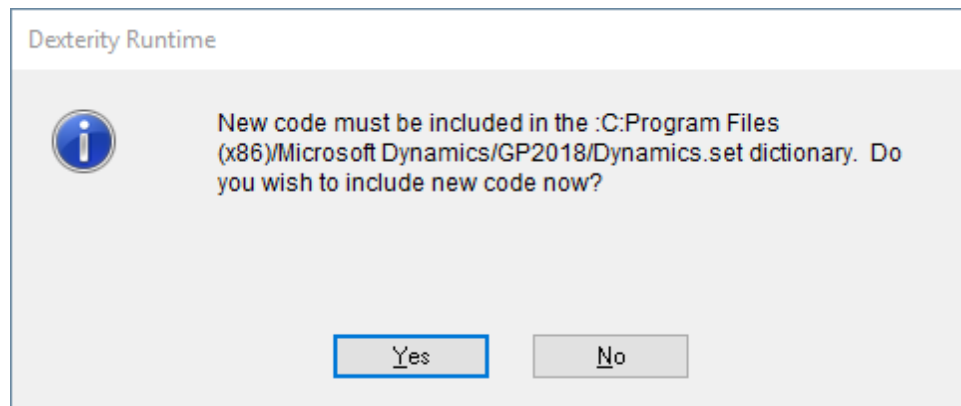 Dexterity Runtime
New code must be included in the :C:Program Files
(x86)/Microsoft Dynamics/GP2018/Dynamics.set dictionary.  Do
you wish to include new code now?
Yes
No